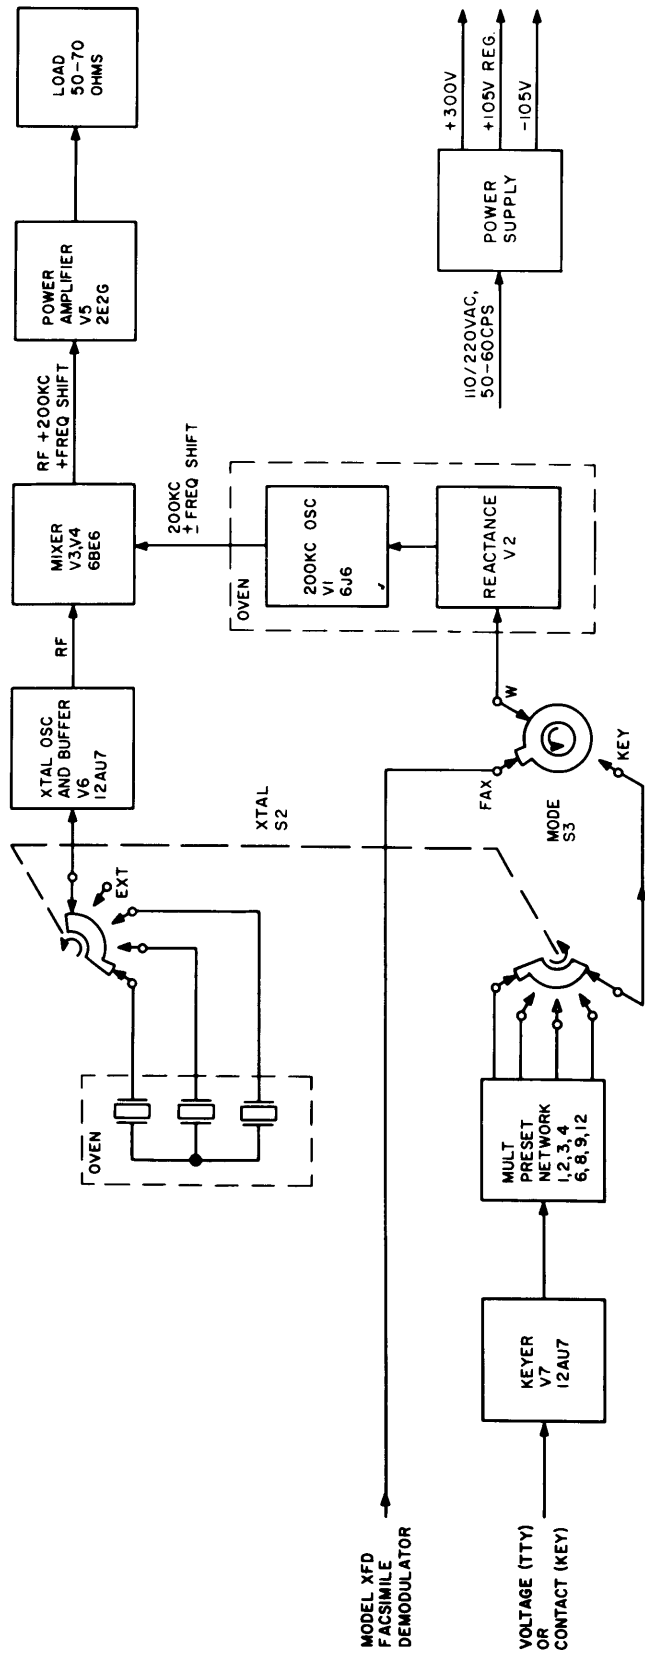 LOAD
50-70
OHMS
POWER
AMPLIFIER
V5
2E2G
RF +200KC
+FREQ SHIFT
MIXER
V3,V4
6BE6
RF
XTAL OSC
AND BUFFER
V6
12AU7
EXT
OVEN
XTAL
S2
200KC
± FREQ SHIFT
OVEN
200KC OSC
V1
6J6
REACTANCE
V2
W
FAX
KEY
MODE
S3
MULT
PRESET
NETWORK
1,2,3,4
6,8,9,12
KEYER
V7
12AU7
MODEL XFD
FACSIMILE
DEMODULATOR
VOLTAGE (TTY)
OR
CONTACT (KEY)
110/220VAC,
50-60CPS
POWER
SUPPLY
+300V
+105V REG.
-105V